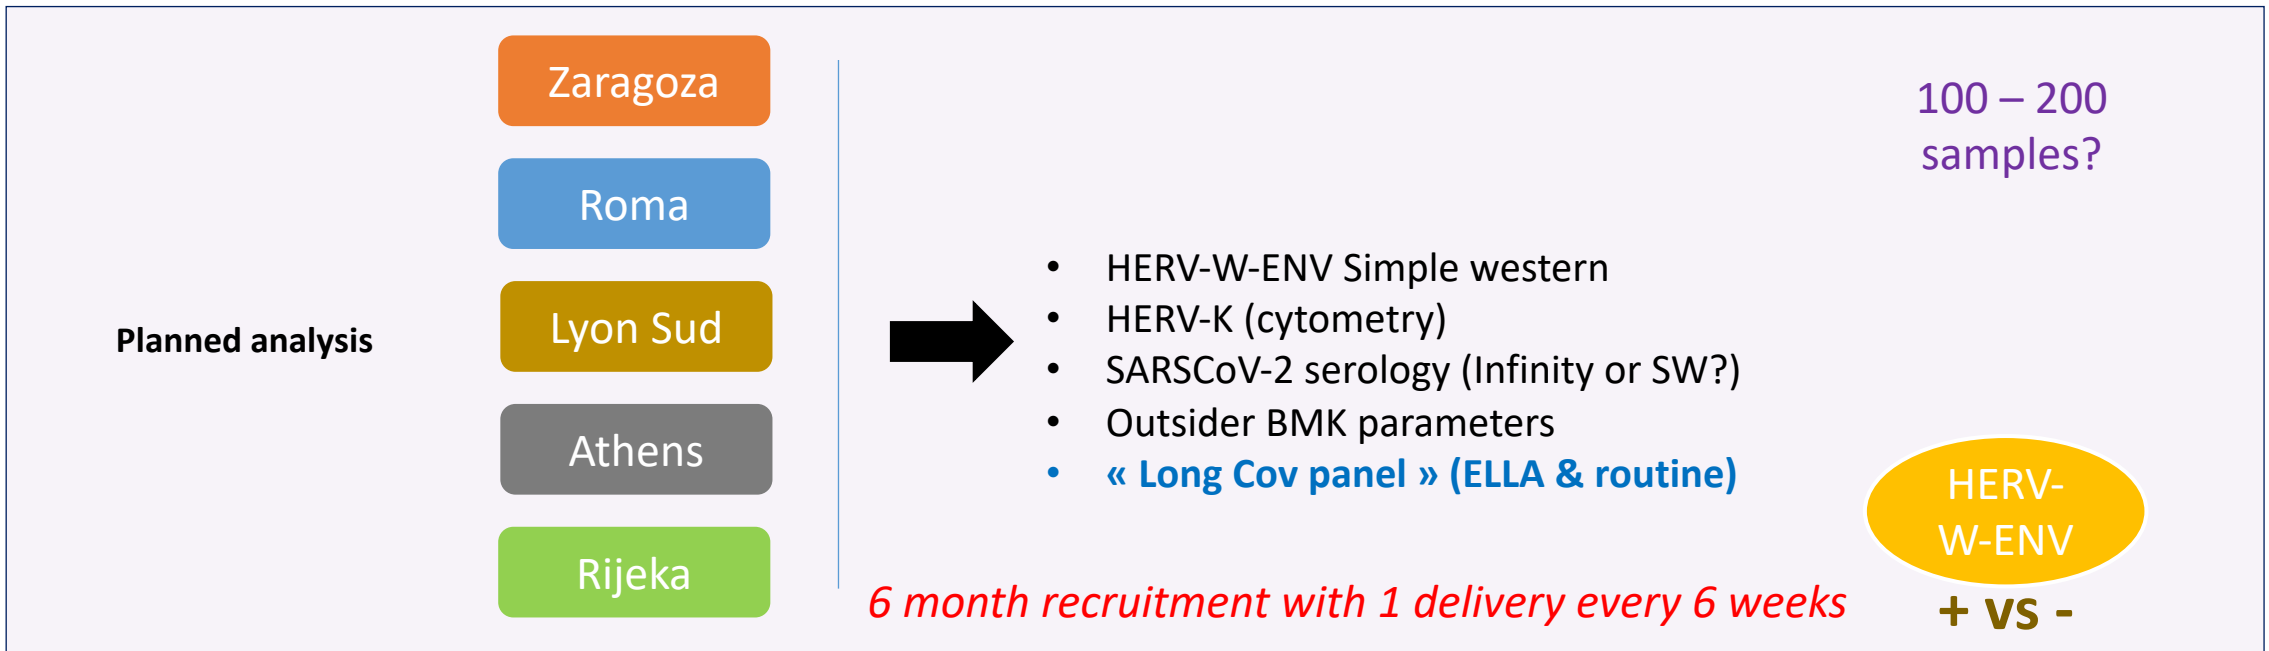 Planned analysis
Zaragoza
Roma
Lyon Sud
Athens
Rijeka
• HERV-W-ENV Simple western
• HERV-K (cytometry)
• SARSCoV-2 serology (Infinity or SW?)
• Outsider BMK parameters
• « Long Cov panel » (ELLA & routine)
6 month recruitment with 1 delivery every 6 weeks
100 – 200
samples?
HERV-
W-ENV
+ vs -